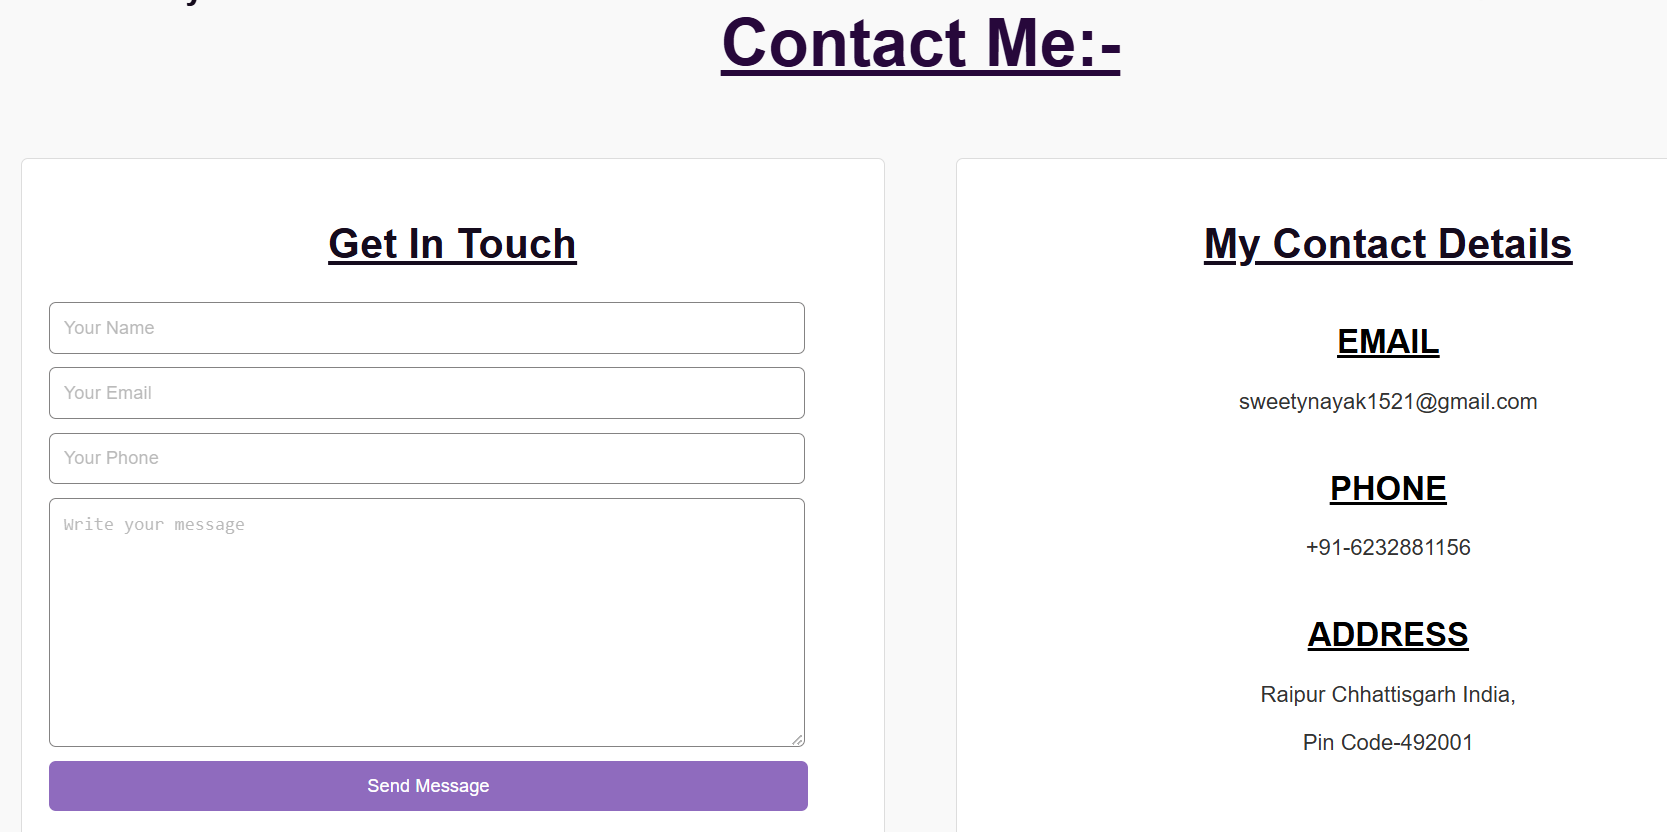 Contact Me:-
Get In Touch
Your Name
Your Email
Your Phone
Write your message
Send Message
My Contact Details
EMAIL
sweetynayak1521@gmail.com
PHONE
+91-6232881156
ADDRESS
Raipur Chhattisgarh India,
Pin Code-492001